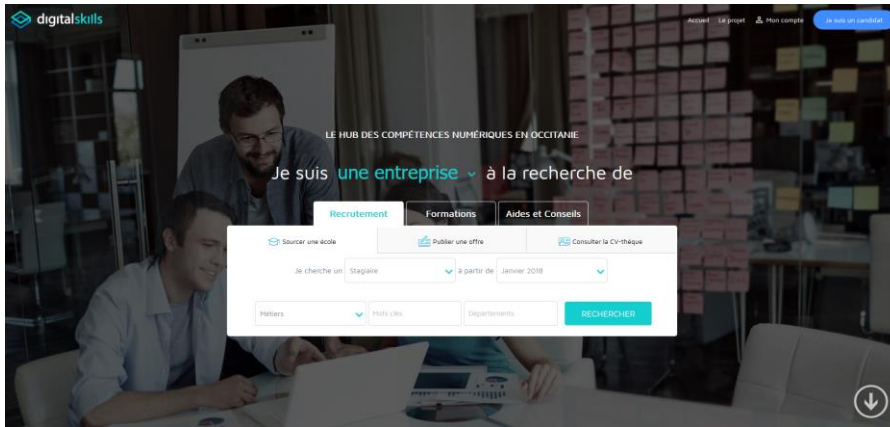 digitalskills
Accueil Le projet Mon compte Je suis un candidat
LE HUB DES COMPÉTENCES NUMÉRIQUES EN OCCITANIE
Je suis une entreprise à la recherche de
Recrutement Formations Aides et Conseils
Sourcer une école Publier une offre Consulter la CV-thèque
Je cherche un Stagiaire à partir de Janvier 2018
Métiers Mots clés Départements RECHERCHER